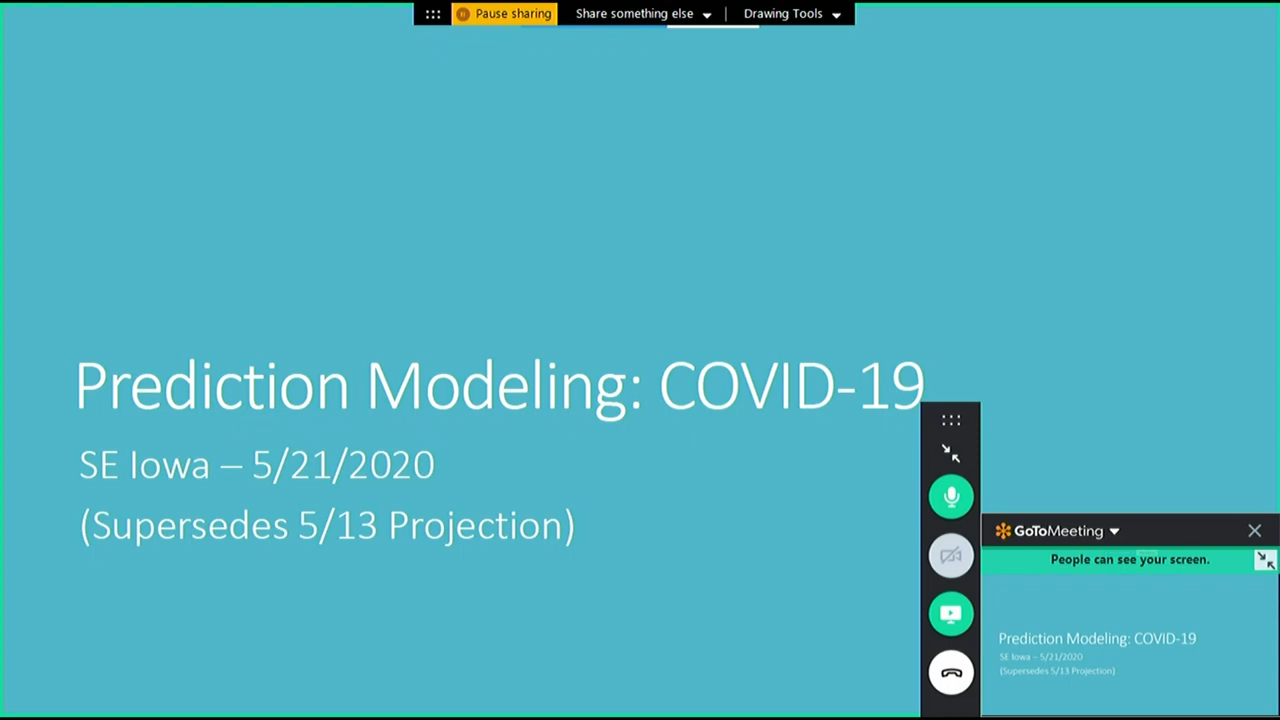 Pause sharing Share something else Drawing Tools
Prediction Modeling: COVID-19
SE Iowa – 5/21/2020
(Supersedes 5/13 Projection)
GoToMeeting
People can see your screen.
Prediction Modeling: COVID-19
SE Iowa – 5/21/2020
(Supersedes 5/13 Projection)